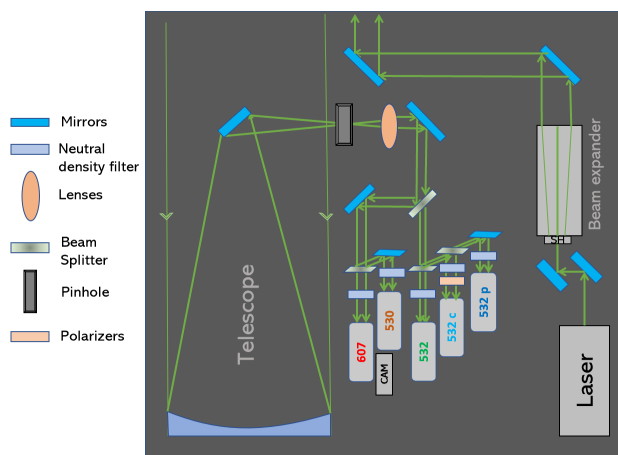 Mirrors
Neutral
density filter
Lenses
Beam
Splitter
Pinhole
Polarizers
Telescope
Beam expander
SH
607
530
CAM
532
532 c
532 p
Laser